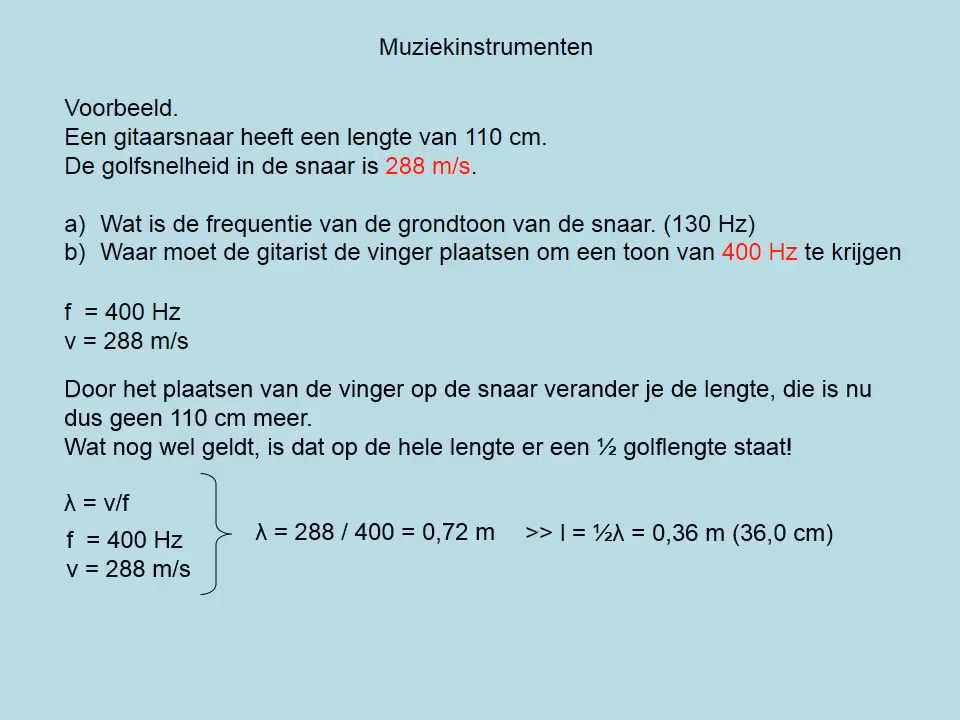 Muziekinstrumenten
Voorbeeld.
Een gitaarsnaar heeft een lengte van 110 cm.
De golfsnelheid in de snaar is 288 m/s.
a) Wat is de frequentie van de grondtoon van de snaar. (130 Hz)
b) Waar moet de gitarist de vinger plaatsen om een toon van 400 Hz te krijgen
f = 400 Hz
v = 288 m/s
Door het plaatsen van de vinger op de snaar verander je de lengte, die is nu
dus geen 110 cm meer.
Wat nog wel geldt, is dat op de hele lengte er een ½ golflengte staat!
λ = v/f
f = 400 Hz
v = 288 m/s
λ = 288 / 400 = 0,72 m >> l = ½λ = 0,36 m (36,0 cm)